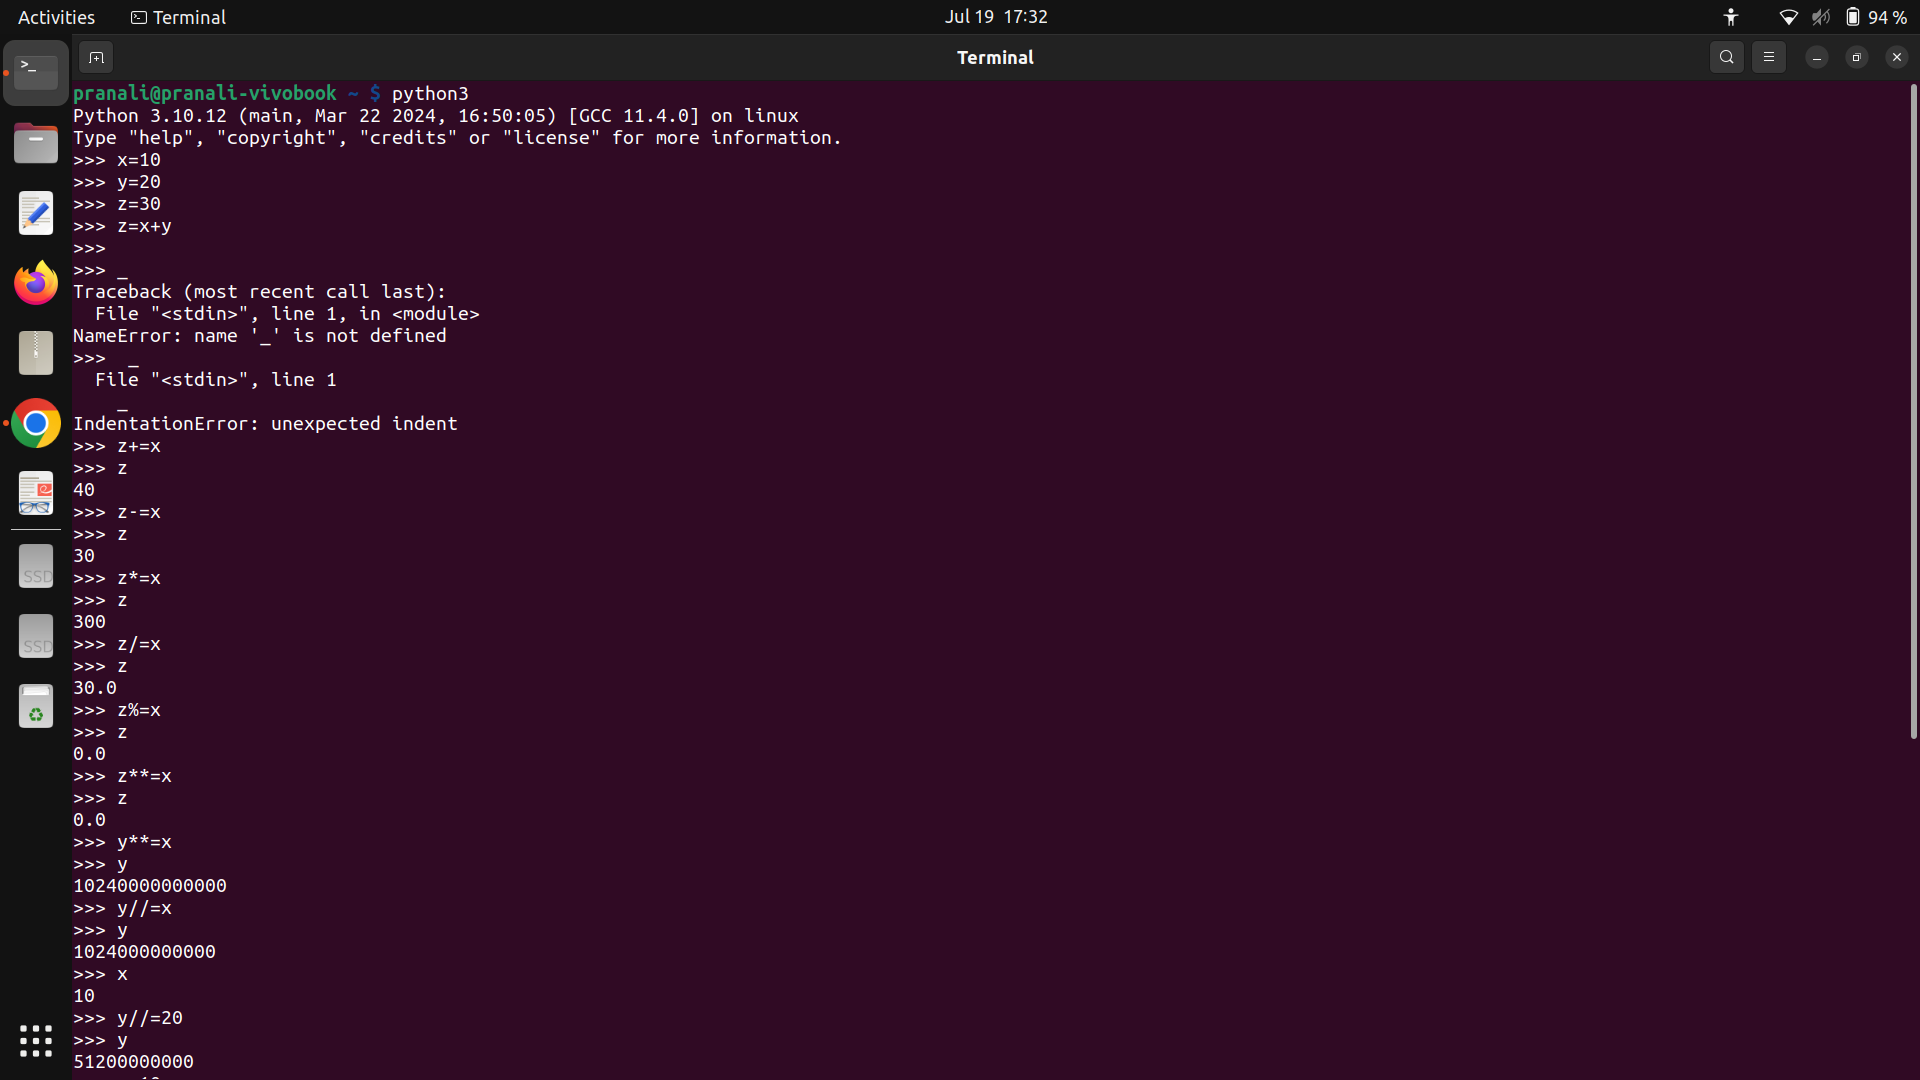 Activities Terminal Jul 19 17:32 94 %
Terminal
pranali@pranali-vivobook ~ $ python3
Python 3.10.12 (main, Mar 22 2024, 16:50:05) [GCC 11.4.0] on linux
Type "help", "copyright", "credits" or "license" for more information.
>>> x=10
>>> y=20
>>> z=30
>>> z=x+y
>>>
>>> _
Traceback (most recent call last):
  File "<stdin>", line 1, in <module>
NameError: name '_' is not defined
>>>  _
  File "<stdin>", line 1
    _
IndentationError: unexpected indent
>>> z+=x
>>> z
40
>>> z-=x
>>> z
30
>>> z*=x
>>> z
300
>>> z/=x
>>> z
30.0
>>> z%=x
>>> z
0.0
>>> z**=x
>>> z
0.0
>>> y**=x
>>> y
10240000000000
>>> y//=x
>>> y
1024000000000
>>> x
10
>>> y//=20
>>> y
51200000000
SSD
SSD